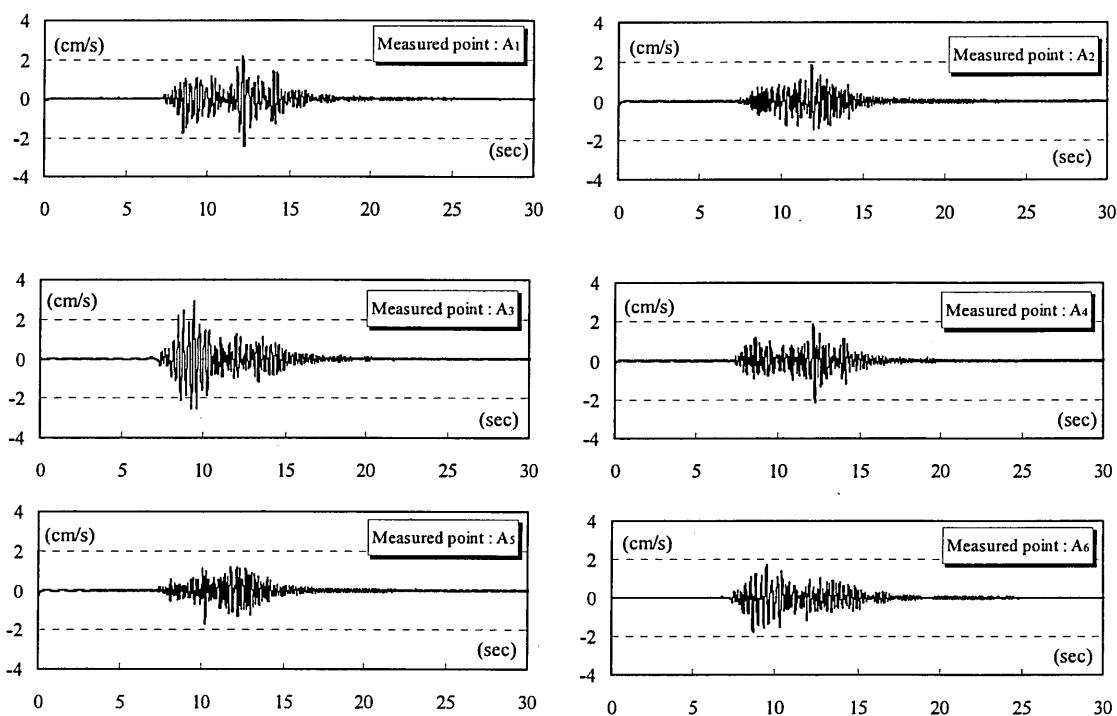 4
(cm/s)
Measured point : A1
2
0
-2
(sec)
-4
0 5 10 15 20 25 30
4
(cm/s)
Measured point : A2
2
0
-2
(sec)
-4
0 5 10 15 20 25 30
4
(cm/s)
Measured point : A3
2
0
-2
(sec)
-4
0 5 10 15 20 25 30
4
(cm/s)
Measured point : A4
2
0
-2
(sec)
-4
0 5 10 15 20 25 30
4
(cm/s)
Measured point : A5
2
0
-2
(sec)
-4
0 5 10 15 20 25 30
4
(cm/s)
Measured point : A6
2
0
-2
(sec)
-4
0 5 10 15 20 25 30